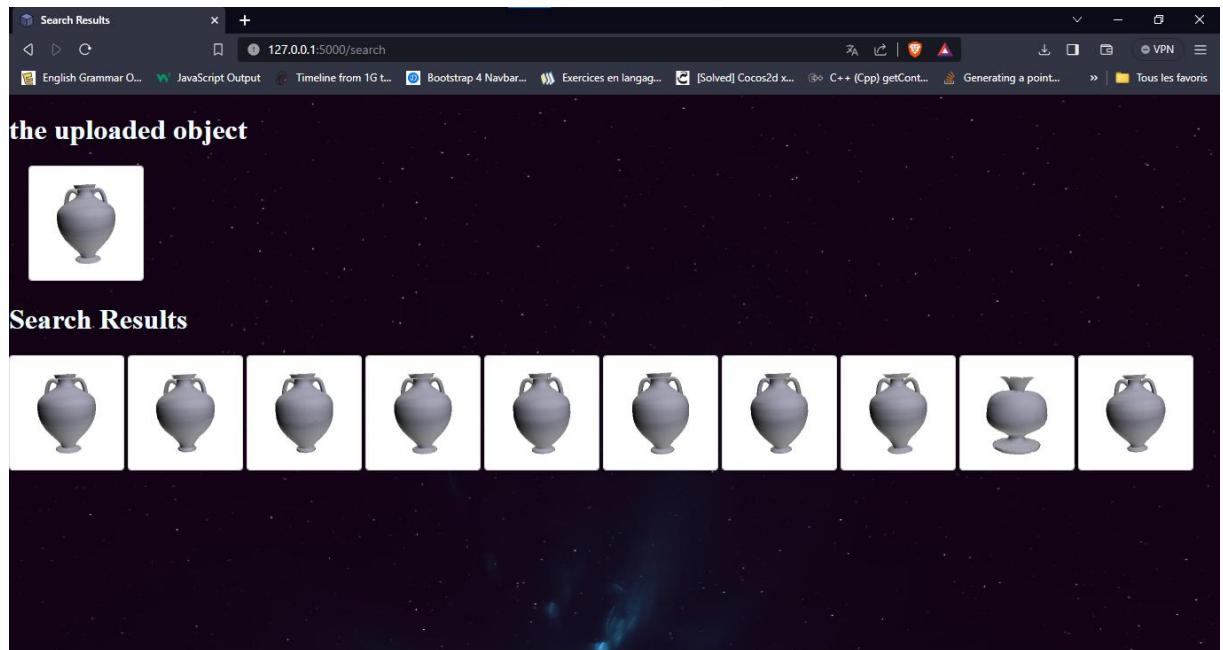 Search Results
127.0.0.1:5000/search
VPN
English Grammar O... JavaScript Output Timeline from 1G t... Bootstrap 4 Navbar... Exercices en langag... [Solved] Cocos2d x... C++ (Cpp) getCont... Generating a point... » Tous les favoris
the uploaded object
Search Results